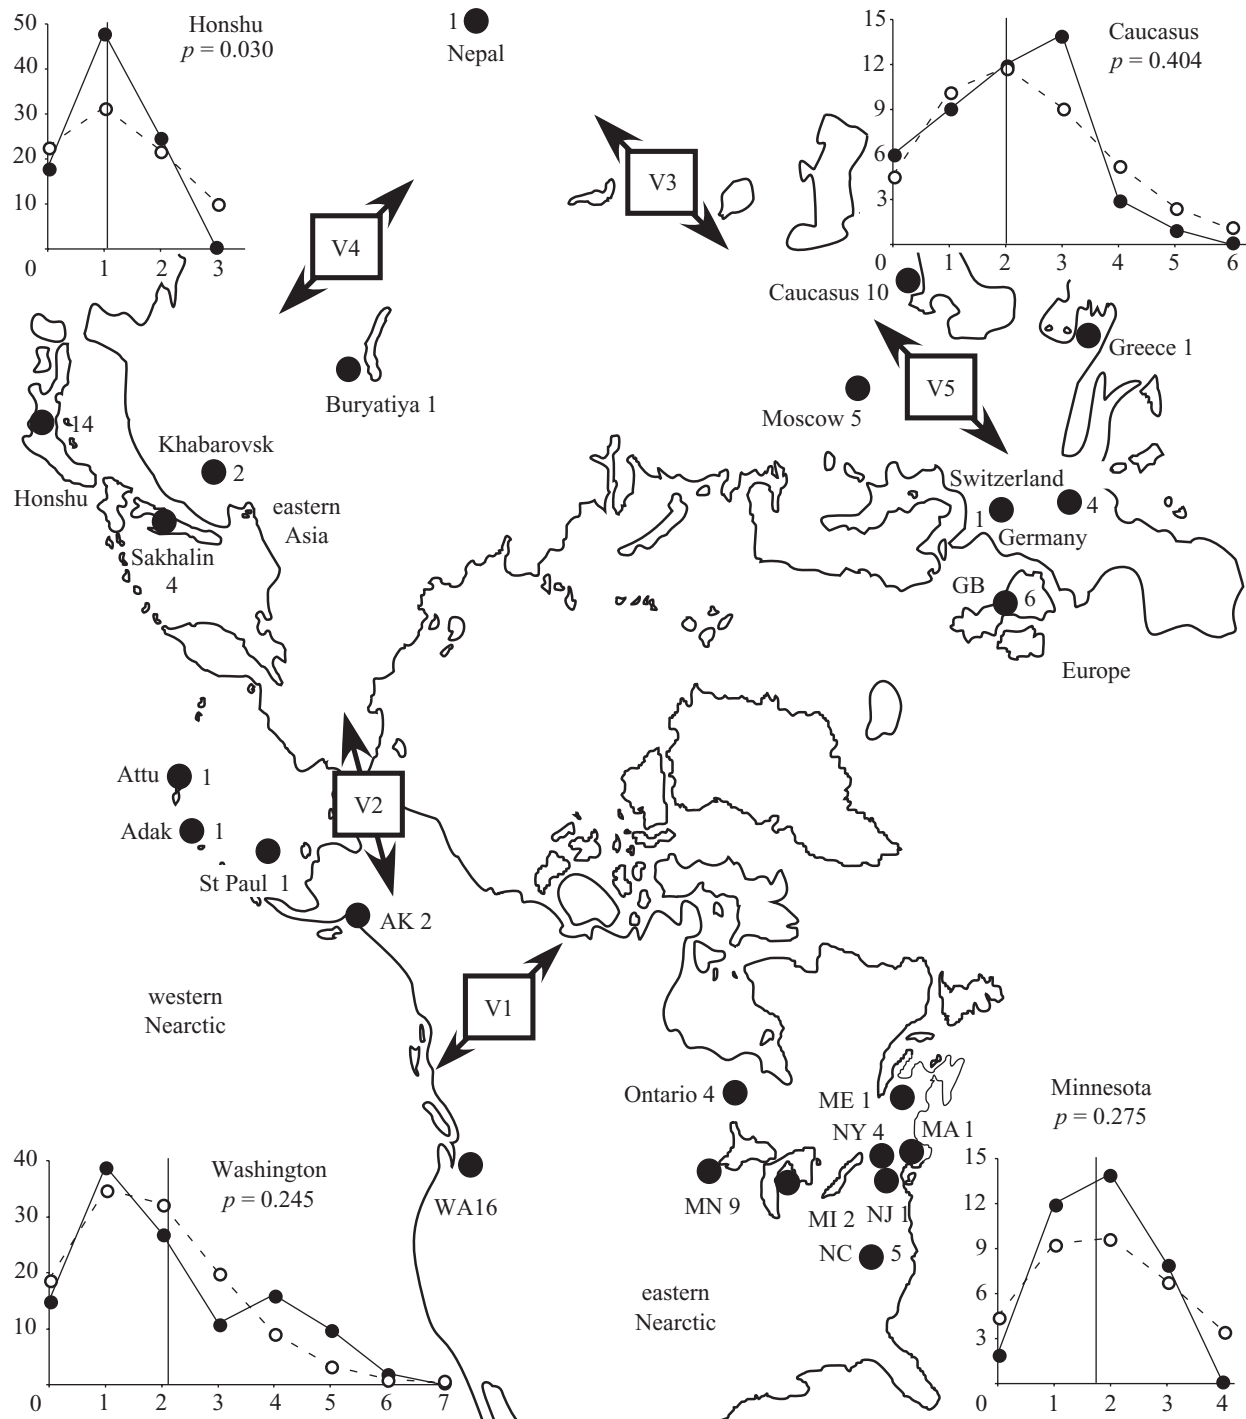 50
40
30
20
10
0
1
2
3
Honshu
p = 0.030
1
Nepal
15
12
9
6
3
0
1
2
3
4
5
6
Caucasus
p = 0.404
V3
V4
Caucasus 10
Greece 1
V5
Moscow 5
Buryatiya 1
14
Honshu
Khabarovsk
2
eastern
Asia
Sakhalin
4
Switzerland
1
4
Germany
GB
6
Europe
Attu 1
Adak 1
V2
St Paul 1
AK 2
western
Nearctic
V1
Ontario 4
ME 1
NY 4
MA 1
MN 9
MI 2
NJ 1
NC 5
WA16
eastern
Nearctic
40
30
20
10
0
1
2
3
4
5
6
7
Washington
p = 0.245
Minnesota
p = 0.275
15
12
9
6
3
0
1
2
3
4